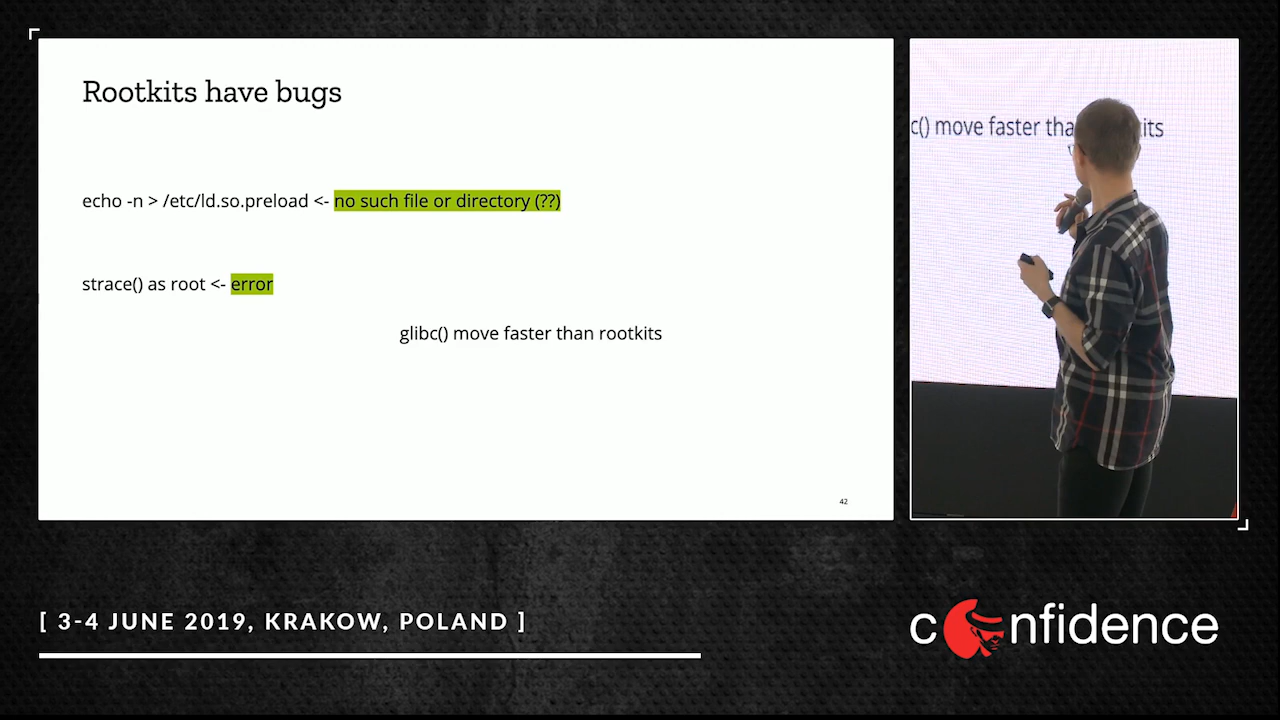 Rootkits have bugs
echo -n > /etc/ld.so.preload <- no such file or directory (??)
strace() as root <- error
glibc() move faster than rootkits
42
c() move faster tha its
[ 3-4 JUNE 2019, KRAKOW, POLAND ]
confidence